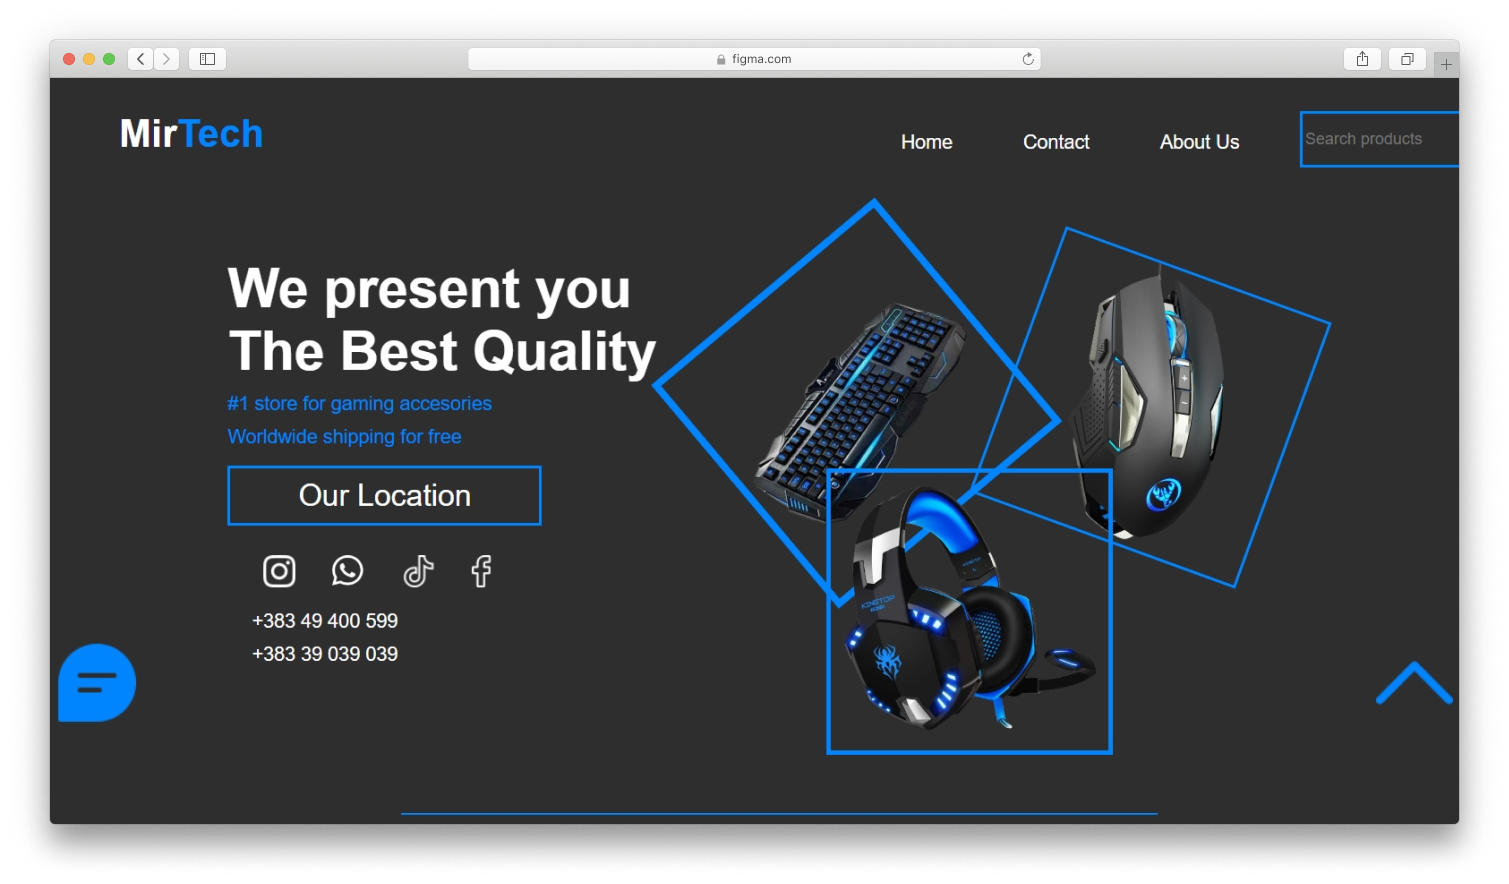 figma.com
MirTech
Home Contact About Us Search products
We present you
The Best Quality
#1 store for gaming accesories
Worldwide shipping for free
Our Location
+383 49 400 599
+383 39 039 039
KINGTOP